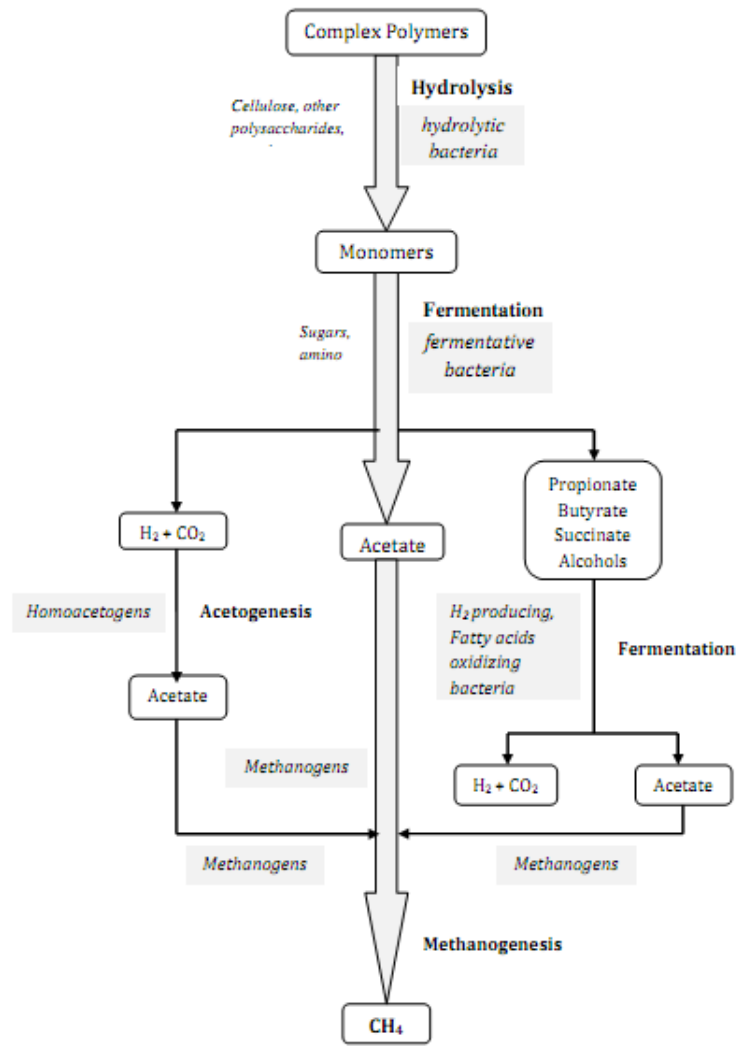 Complex Polymers
Hydrolysis
Cellulose, other
polysaccharides,
hydrolytic
bacteria
Monomers
Fermentation
Sugars,
amino
fermentative
bacteria
Propionate
Butyrate
Succinate
Alcohols
H₂ + CO₂
Acetate
Homoacetogens
Acetogenesis
H₂ producing,
Fatty acids
oxidizing
bacteria
Fermentation
Acetate
Methanogens
H₂ + CO₂
Acetate
Methanogens
Methanogens
Methanogenesis
CH₄